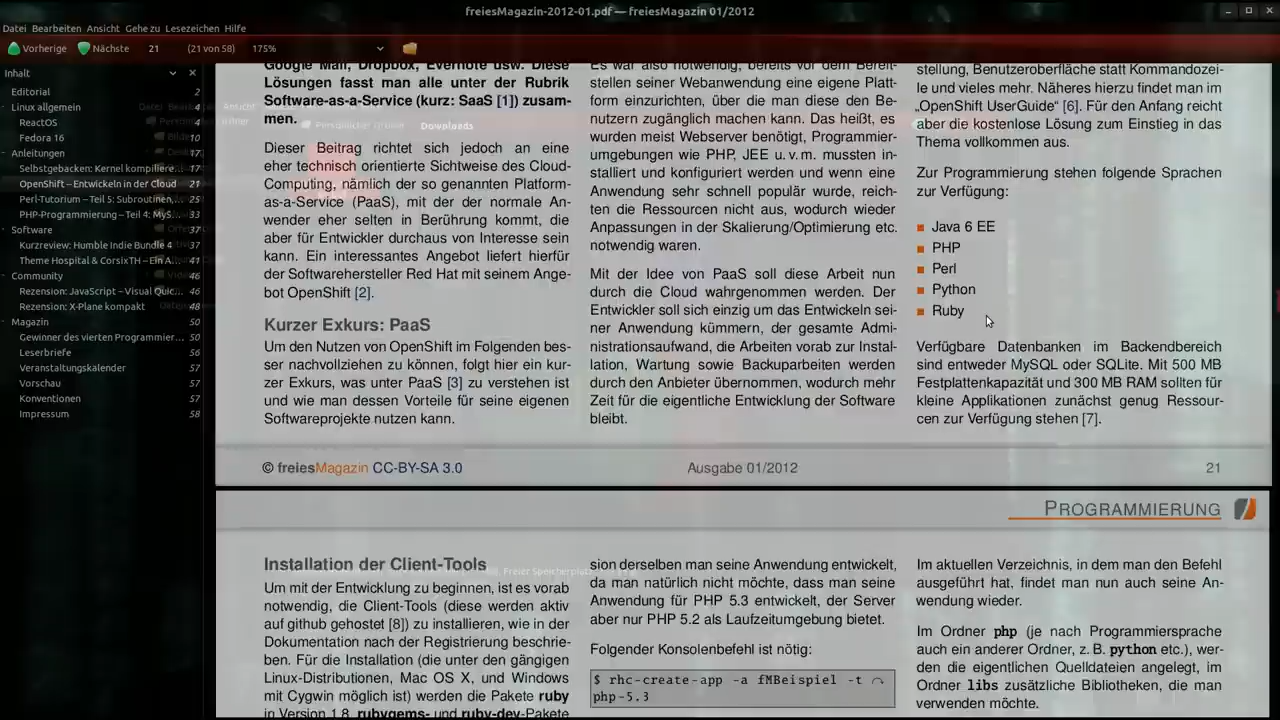 freiesMagazin-2012-01.pdf — freiesMagazin 01/2012
Datei Bearbeiten Ansicht Gehe zu Lesezeichen Hilfe
Vorherige Nächste 21 (21 von 58) 175%
Inhalt
Editorial 2
Linux allgemein 4
ReactOS 4
Fedora 16 10
Anleitungen 17
Selbstgebacken: Kernel kompiliere... 17
OpenShift – Entwickeln in der Cloud 21
Perl-Tutorium – Teil 5: Subroutinen,... 25
PHP-Programmierung – Teil 4: MyS... 33
Software 37
Kurzreview: Humble Indie Bundle 4 37
Theme Hospital & CorsixTH – Ein A... 41
Community 46
Rezension: JavaScript – Visual Quic... 46
Rezension: X-Plane kompakt 48
Magazin 50
Gewinner des vierten Programmier... 50
Leserbriefe 56
Veranstaltungskalender 57
Vorschau 57
Konventionen 57
Impressum 58
Google Mail, Dropbox, Evernote usw. Diese
Lösungen fasst man alle unter der Rubrik
Software-as-a-Service (kurz: SaaS [1]) zusam-
men.
Dieser Beitrag richtet sich jedoch an eine
eher technisch orientierte Sichtweise des Cloud-
Computing, nämlich der so genannten Platform-
as-a-Service (PaaS), mit der der normale An-
wender eher selten in Berührung kommt, die
aber für Entwickler durchaus von Interesse sein
kann. Ein interessantes Angebot liefert hierfür
der Softwarehersteller Red Hat mit seinem Ange-
bot OpenShift [2].
Kurzer Exkurs: PaaS
Um den Nutzen von OpenShift im Folgenden bes-
ser nachvollziehen zu können, folgt hier ein kur-
zer Exkurs, was unter PaaS [3] zu verstehen ist
und wie man dessen Vorteile für seine eigenen
Softwareprojekte nutzen kann.
Es war also notwendig, bereits vor dem Bereit-
stellen seiner Webanwendung eine eigene Platt-
form einzurichten, über die man diese den Be-
nutzern zugänglich machen kann. Das heißt, es
wurden meist Webserver benötigt, Programmier-
umgebungen wie PHP, JEE u. v. m. mussten in-
stalliert und konfiguriert werden und wenn eine
Anwendung sehr schnell populär wurde, reich-
ten die Ressourcen nicht aus, wodurch wieder
Anpassungen in der Skalierung/Optimierung etc.
notwendig waren.
Mit der Idee von PaaS soll diese Arbeit nun
durch die Cloud wahrgenommen werden. Der
Entwickler soll sich einzig um das Entwickeln sei-
ner Anwendung kümmern, der gesamte Admi-
nistrationsaufwand, die Arbeiten vorab zur Instal-
lation, Wartung sowie Backuparbeiten werden
durch den Anbieter übernommen, wodurch mehr
Zeit für die eigentliche Entwicklung der Software
bleibt.
stellung, Benutzeroberfläche statt Kommandozei-
le und vieles mehr. Näheres hierzu findet man im
„OpenShift UserGuide“ [6]. Für den Anfang reicht
aber die kostenlose Lösung zum Einstieg in das
Thema vollkommen aus.
Zur Programmierung stehen folgende Sprachen
zur Verfügung:
Java 6 EE
PHP
Perl
Python
Ruby
Verfügbare Datenbanken im Backendbereich
sind entweder MySQL oder SQLite. Mit 500 MB
Festplattenkapazität und 300 MB RAM sollten für
kleine Applikationen zunächst genug Ressour-
cen zur Verfügung stehen [7].
© freiesMagazin CC-BY-SA 3.0 Ausgabe 01/2012 21
PROGRAMMIERUNG
Installation der Client-Tools
Um mit der Entwicklung zu beginnen, ist es vorab
notwendig, die Client-Tools (diese werden aktiv
auf github gehostet [8]) zu installieren, wie in der
Dokumentation nach der Registrierung beschrie-
ben. Für die Installation (die unter den gängigen
Linux-Distributionen, Mac OS X, und Windows
mit Cygwin möglich ist) werden die Pakete ruby
in Version 1.8, rubygems- und ruby-dev-Pakete
sion derselben man seine Anwendung entwickelt,
da man natürlich nicht möchte, dass man seine
Anwendung für PHP 5.3 entwickelt, der Server
aber nur PHP 5.2 als Laufzeitumgebung bietet.
Folgender Konsolenbefehl ist nötig:
$ rhc-create-app -a fMBeispiel -t ↷
php-5.3
Im aktuellen Verzeichnis, in dem man den Befehl
ausgeführt hat, findet man nun auch seine An-
wendung wieder.
Im Ordner php (je nach Programmiersprache
auch ein anderer Ordner, z. B. python etc.), wer-
den die eigentlichen Quelldateien angelegt, im
Ordner libs zusätzliche Bibliotheken, die man
verwenden möchte.